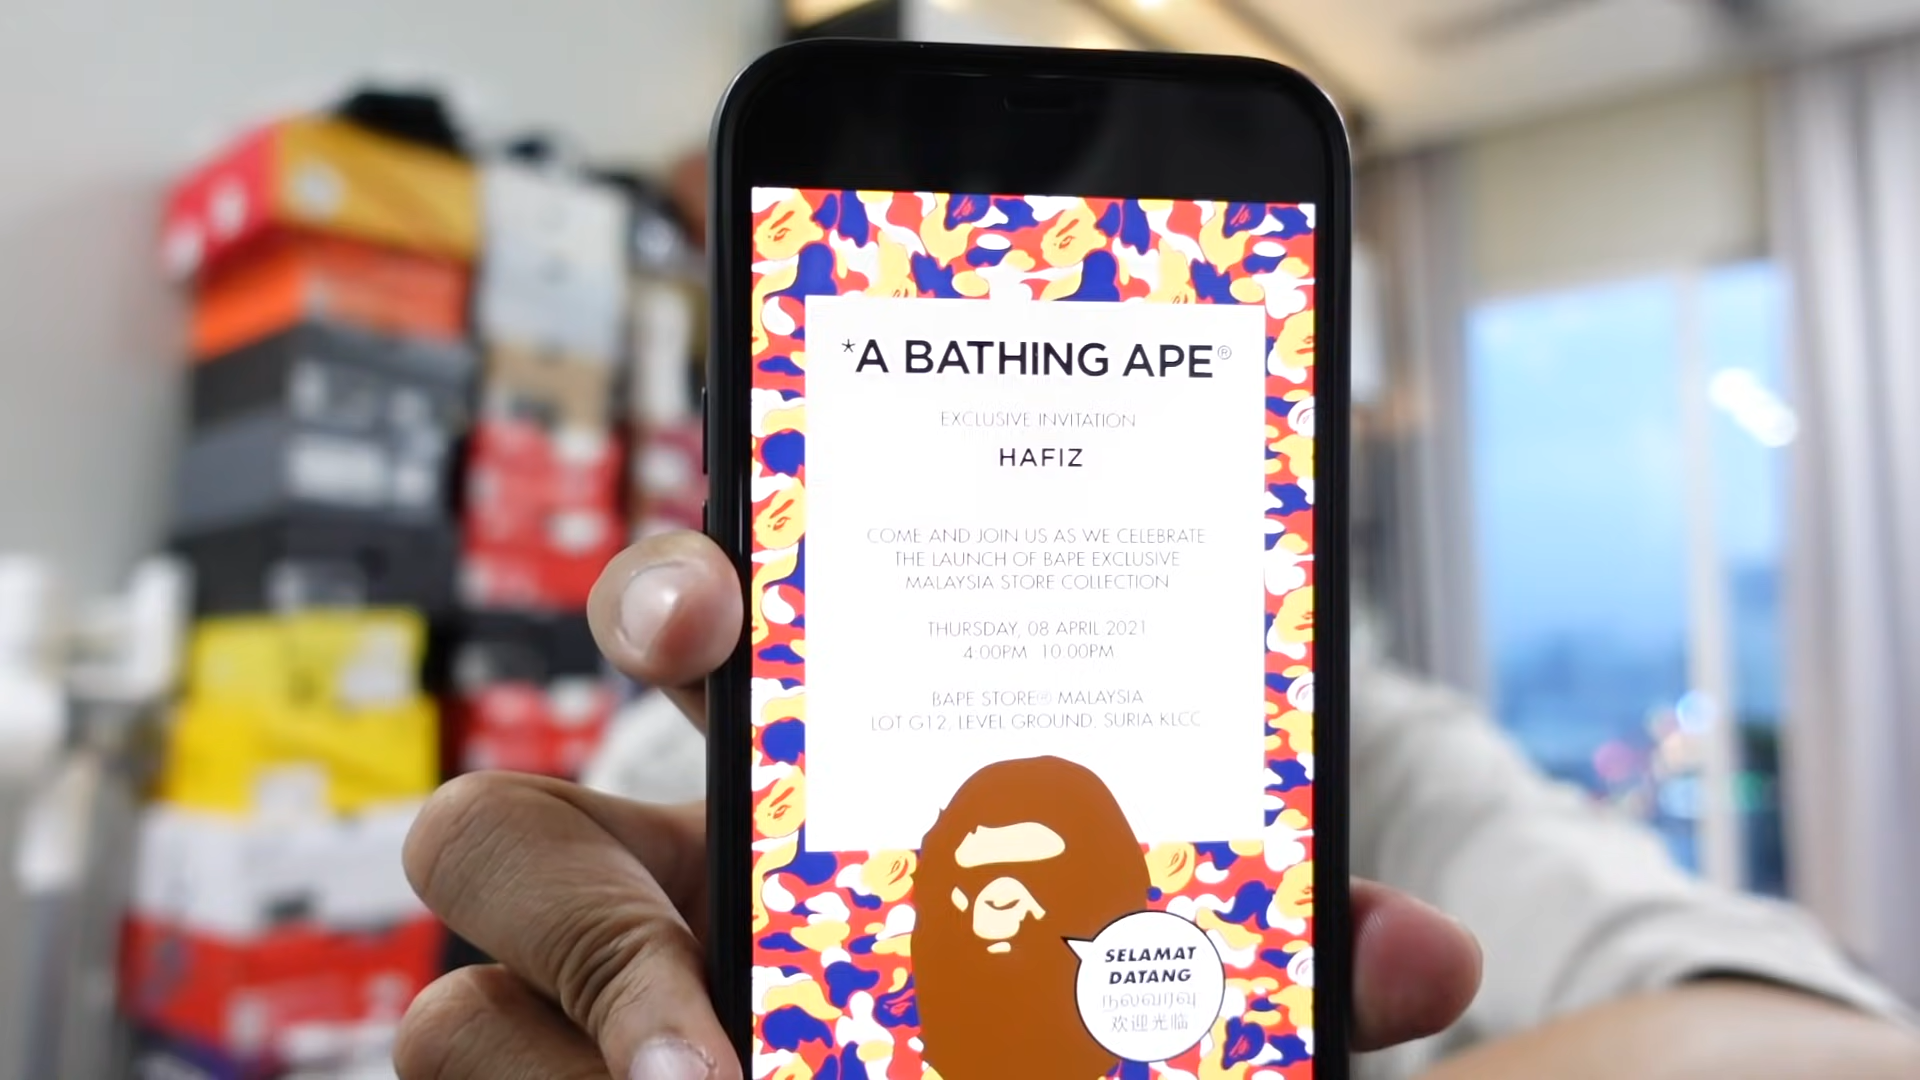 *A BATHING APE®
EXCLUSIVE INVITATION
HAFIZ
COME AND JOIN US AS WE CELEBRATE
THE LAUNCH OF BAPE EXCLUSIVE
MALAYSIA STORE COLLECTION
THURSDAY, 08 APRIL 2021
4:00PM 10:00PM
BAPE STORE® MALAYSIA
LOT G12, LEVEL GROUND, SURIA KLCC
SELAMAT
DATANG
நல்வரவு
欢迎光临